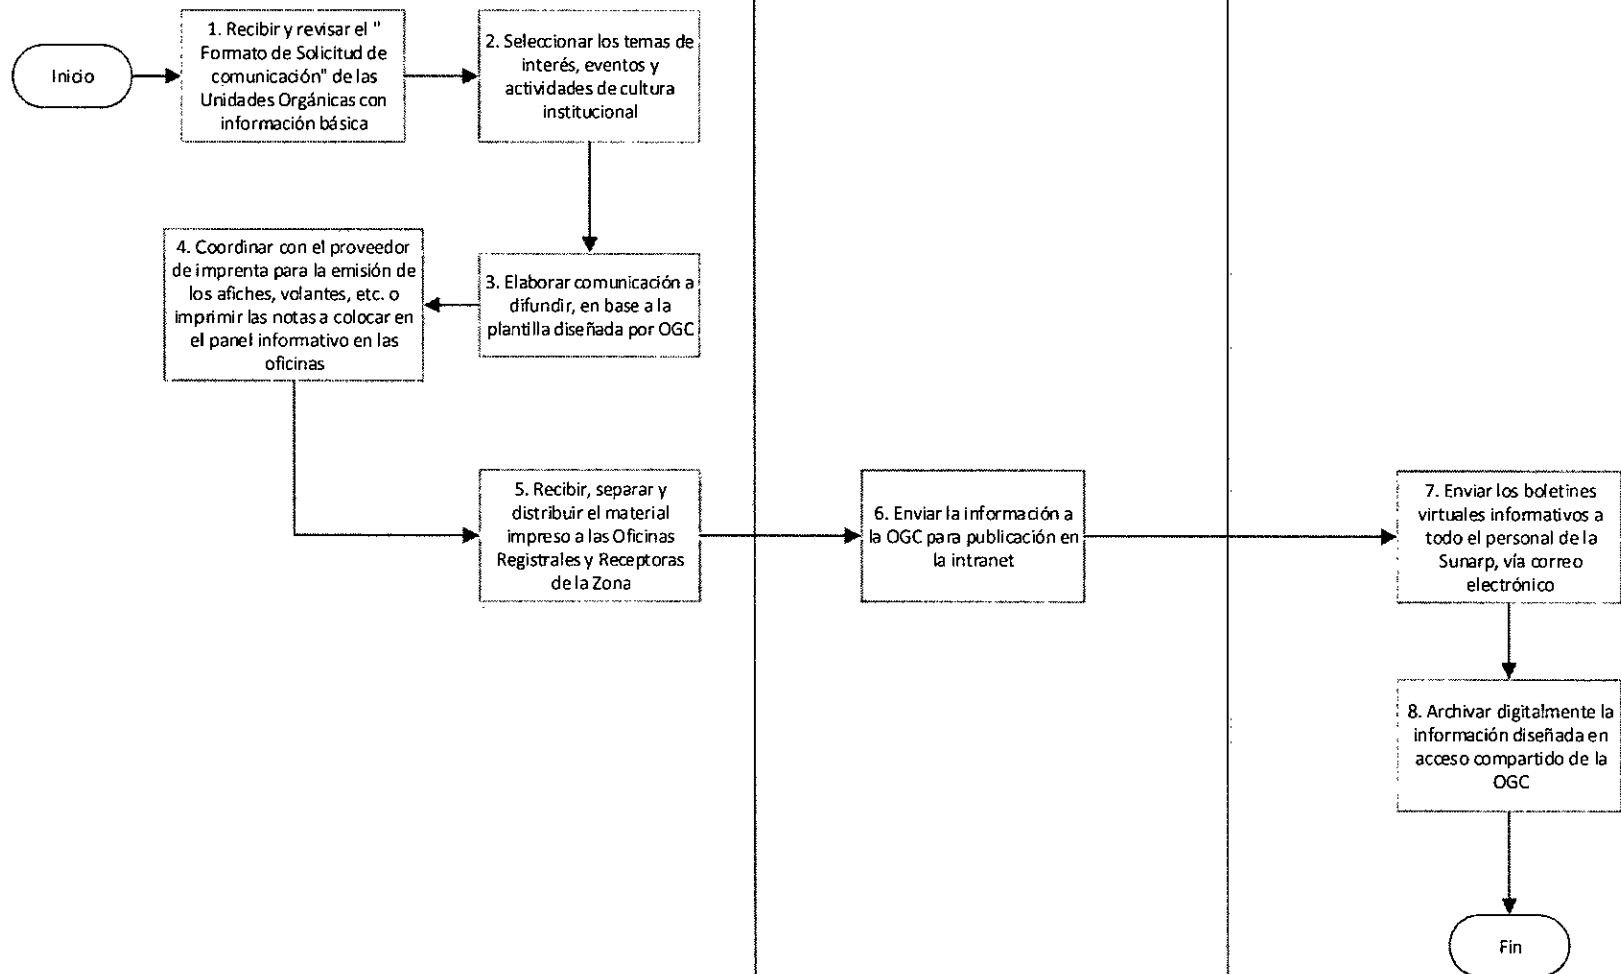 Inicio
1. Recibir y revisar el "
Formato de Solicitud de
comunicación" de las
Unidades Orgánicas con
información básica
2. Seleccionar los temas de
interés, eventos y
actividades de cultura
institucional
3. Elaborar comunicación a
difundir, en base a la
plantilla diseñada por OGC
4. Coordinar con el proveedor
de imprenta para la emisión de
los afiches, volantes, etc. o
imprimir las notas a colocar en
el panel informativo en las
oficinas
5. Recibir, separar y
distribuir el material
impreso a las Oficinas
Registrales y Receptoras
de la Zona
6. Enviar la información a
la OGC para publicación en
la intranet
7. Enviar los boletines
virtuales informativos a
todo el personal de la
Sunarp, vía correo
electrónico
8. Archivar digitalmente la
información diseñada en
acceso compartido de la
OGC
Fin